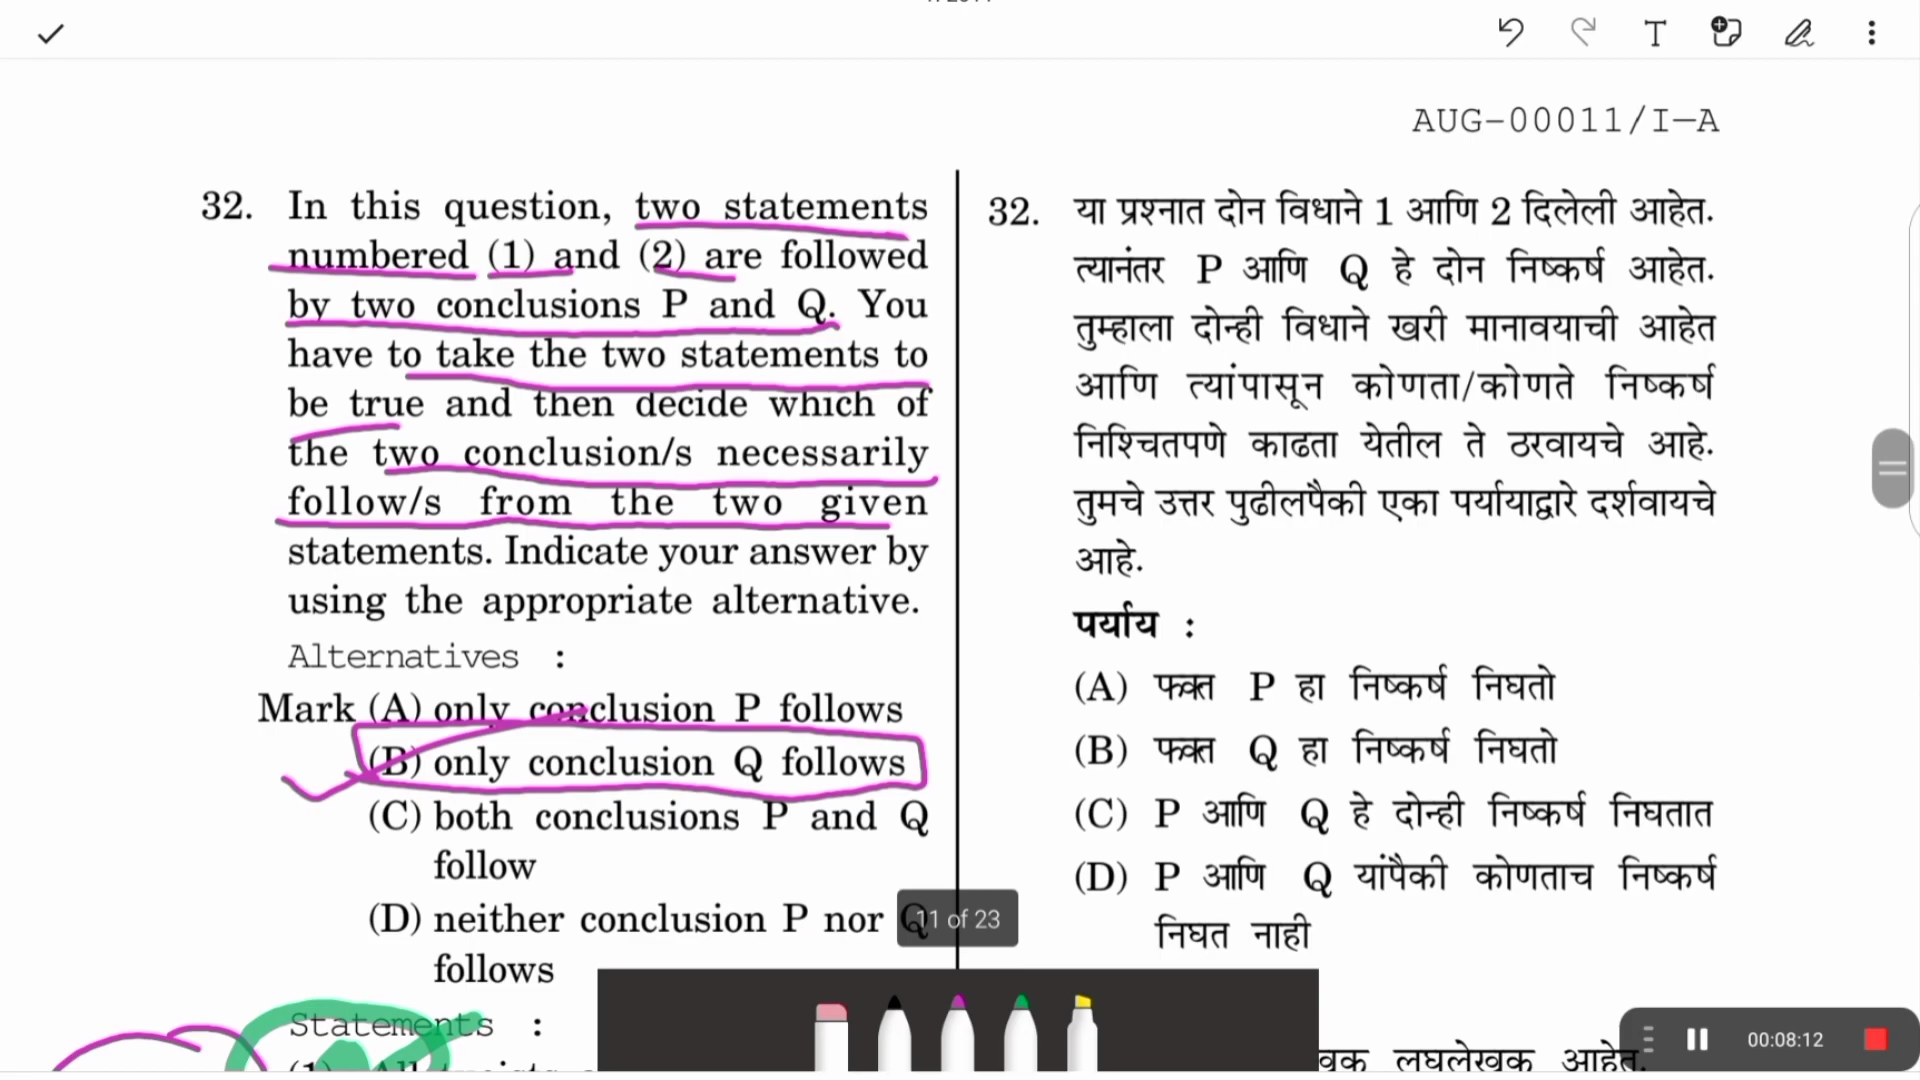 AUG-00011/I-A
32. In this question, two statements
numbered (1) and (2) are followed
by two conclusions P and Q. You
have to take the two statements to
be true and then decide which of
the two conclusion/s necessarily
follow/s from the two given
statements. Indicate your answer by
using the appropriate alternative.
Alternatives :
Mark (A) only conclusion P follows
(B) only conclusion Q follows
(C) both conclusions P and Q
follow
(D) neither conclusion P nor Q
follows
Statements :
32. या प्रश्नात दोन विधाने 1 आणि 2 दिलेली आहेत.
त्यानंतर P आणि Q हे दोन निष्कर्ष आहेत.
तुम्हाला दोन्ही विधाने खरी मानावयाची आहेत
आणि त्यांपासून कोणता/कोणते निष्कर्ष
निश्चितपणे काढता येतील ते ठरवायचे आहे.
तुमचे उत्तर पुढीलपैकी एका पर्यायाद्वारे दर्शवायचे
आहे.
पर्याय :
(A) फक्त P हा निष्कर्ष निघतो
(B) फक्त Q हा निष्कर्ष निघतो
(C) P आणि Q हे दोन्ही निष्कर्ष निघतात
(D) P आणि Q यांपैकी कोणताच निष्कर्ष
निघत नाही
लघलेखक आहेत.
11 of 23
00:08:12